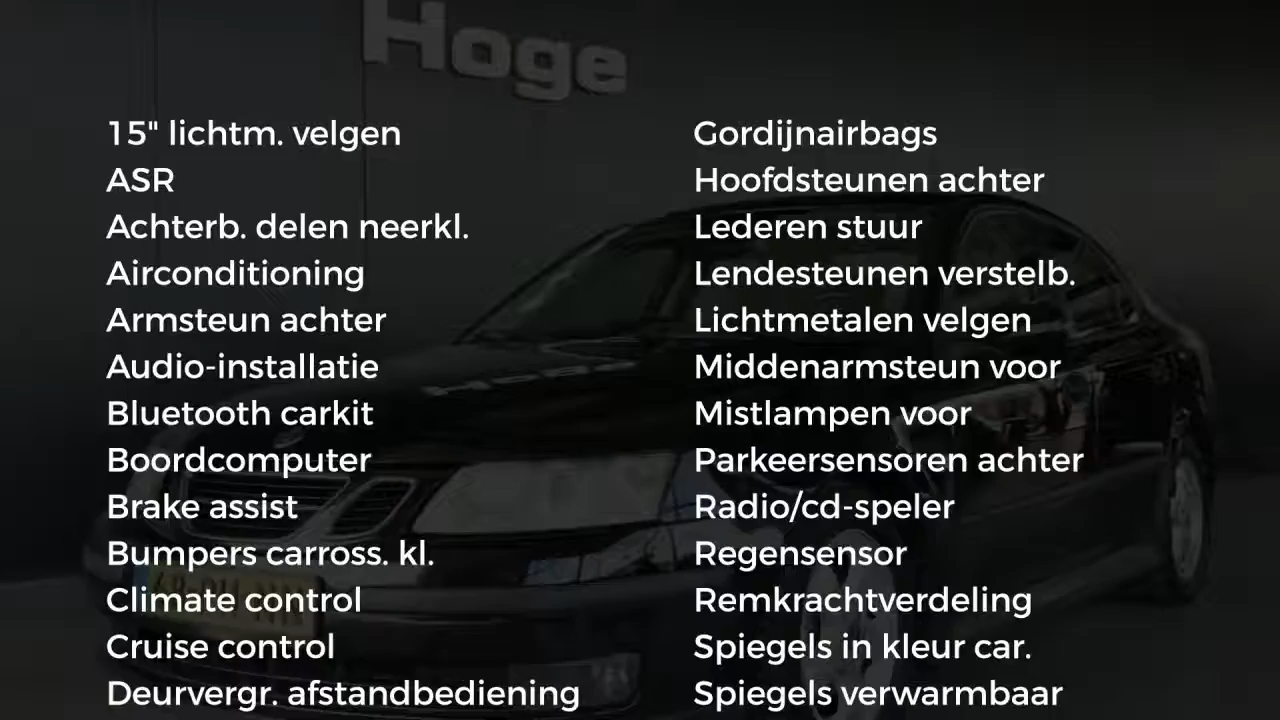 Hoge
15" lichtm. velgen
ASR
Achterb. delen neerkl.
Airconditioning
Armsteun achter
Audio-installatie
Bluetooth carkit
Boordcomputer
Brake assist
Bumpers carross. kl.
Climate control
Cruise control
Deurvergr. afstandbediening
Gordijnairbags
Hoofdsteunen achter
Lederen stuur
Lendesteunen verstelb.
Lichtmetalen velgen
Middenarmsteun voor
Mistlampen voor
Parkeersensoren achter
Radio/cd-speler
Regensensor
Remkrachtverdeling
Spiegels in kleur car.
Spiegels verwarmbaar